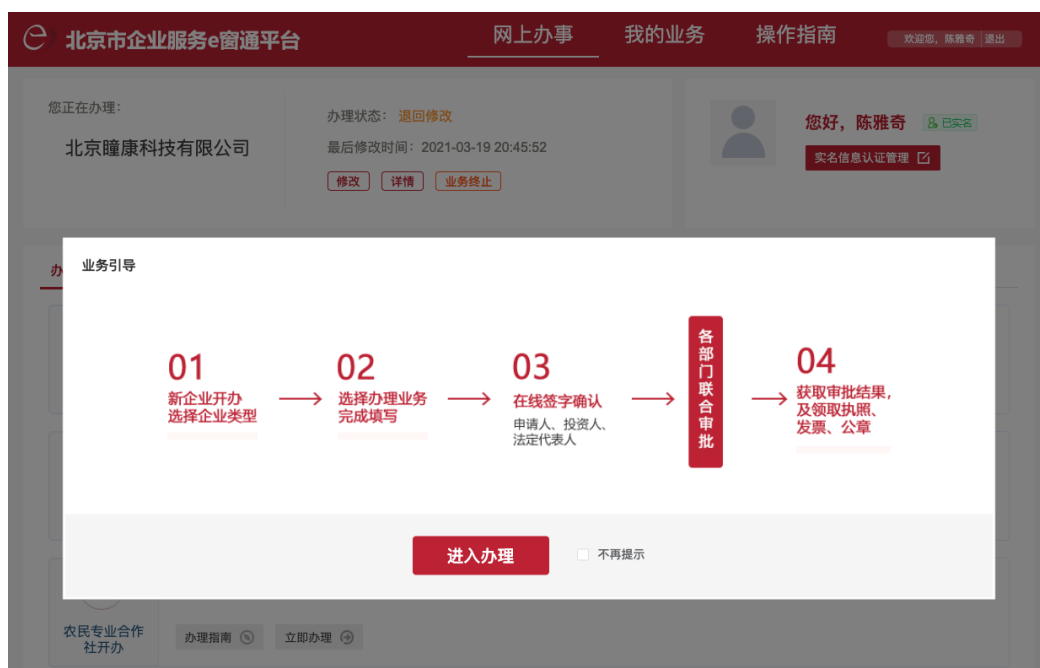 北京市企业服务e窗通平台
网上办事
我的业务
操作指南
欢迎您，陈雅奇 退出
您正在办理：
北京瞳康科技有限公司
办理状态： 退回修改
最后修改时间：2021-03-19 20:45:52
修改 详情 业务终止
您好，陈雅奇 已实名
实名信息认证管理
办
业务引导
01
新企业开办
选择企业类型
02
选择办理业务
完成填写
03
在线签字确认
申请人、投资人、
法定代表人
各部门联合审批
04
获取审批结果，
及领取执照、
发票、公章
进入办理
不再提示
农民专业合作
社开办
办理指南
立即办理